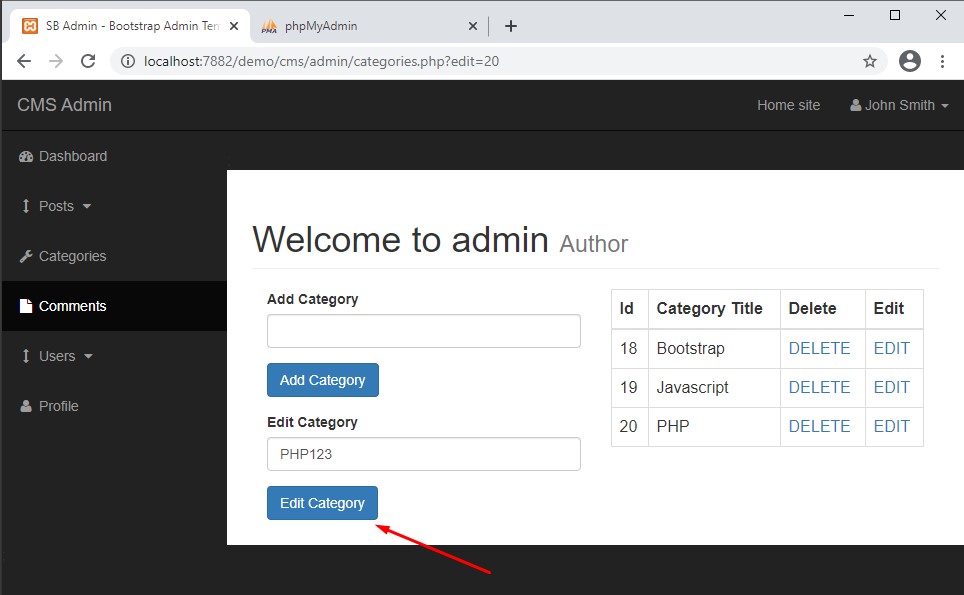 SB Admin - Bootstrap Admin Tem
phpMyAdmin
localhost:7882/demo/cms/admin/categories.php?edit=20
CMS Admin
Home site
John Smith
Dashboard
Posts
Categories
Comments
Users
Profile
Welcome to admin Author
Add Category
Add Category
Edit Category
PHP123
Edit Category
Id Category Title Delete Edit
18 Bootstrap DELETE EDIT
19 Javascript DELETE EDIT
20 PHP DELETE EDIT